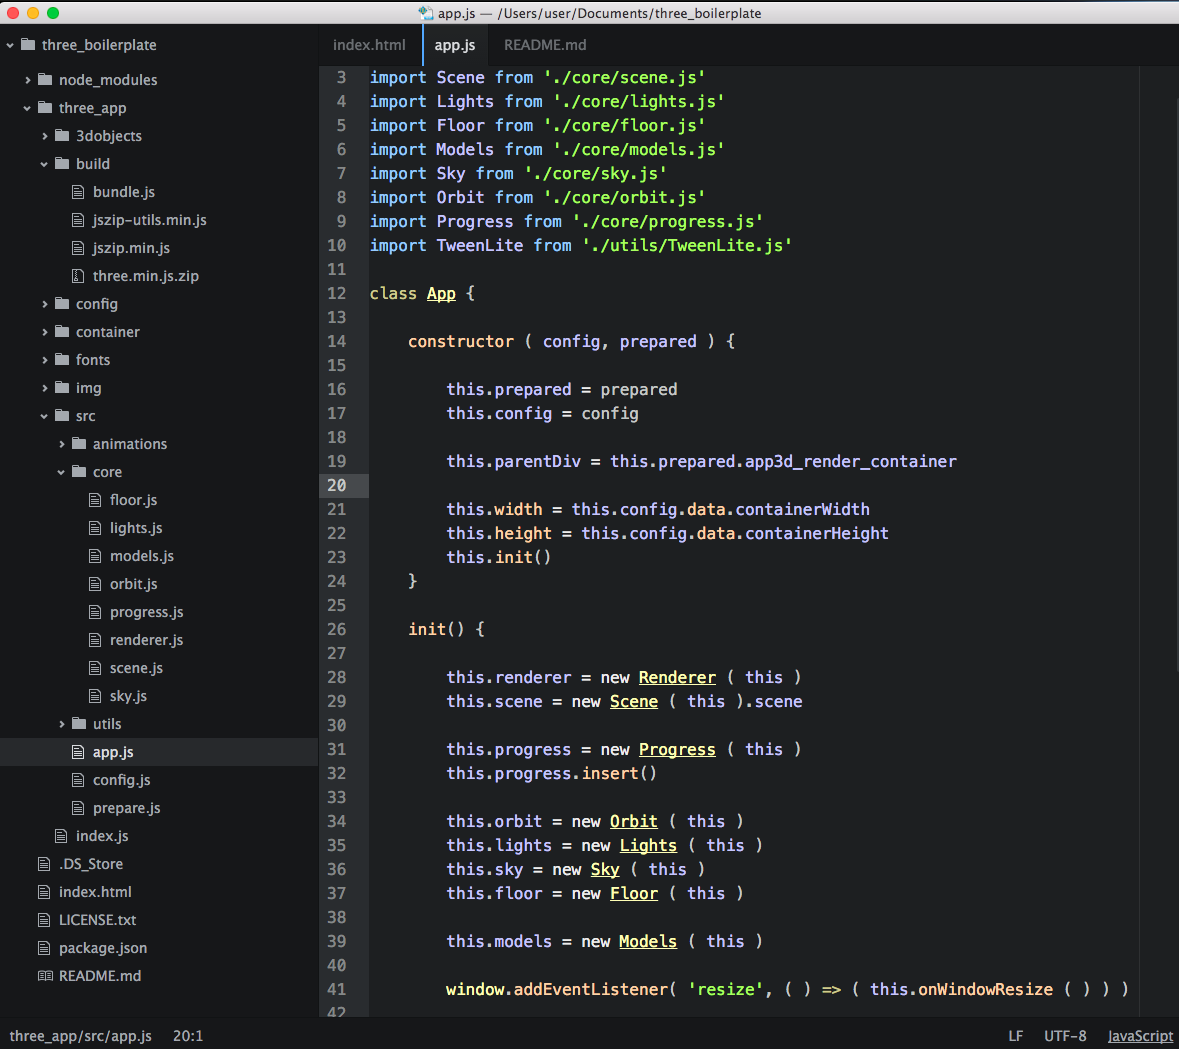 app.js — /Users/user/Documents/three_boilerplate
three_boilerplate
node_modules
three_app
3dobjects
build
bundle.js
jszip-utils.min.js
jszip.min.js
three.min.js.zip
config
container
fonts
img
src
animations
core
floor.js
lights.js
models.js
orbit.js
progress.js
renderer.js
scene.js
sky.js
utils
app.js
config.js
prepare.js
index.js
.DS_Store
index.html
LICENSE.txt
package.json
README.md
index.html app.js README.md
3 import Scene from './core/scene.js'
4 import Lights from './core/lights.js'
5 import Floor from './core/floor.js'
6 import Models from './core/models.js'
7 import Sky from './core/sky.js'
8 import Orbit from './core/orbit.js'
9 import Progress from './core/progress.js'
10 import TweenLite from './utils/TweenLite.js'
11
12 class App {
13
14 constructor ( config, prepared ) {
15
16 this.prepared = prepared
17 this.config = config
18
19 this.parentDiv = this.prepared.app3d_render_container
20
21 this.width = this.config.data.containerWidth
22 this.height = this.config.data.containerHeight
23 this.init()
24 }
25
26 init() {
27
28 this.renderer = new Renderer ( this )
29 this.scene = new Scene ( this ).scene
30
31 this.progress = new Progress ( this )
32 this.progress.insert()
33
34 this.orbit = new Orbit ( this )
35 this.lights = new Lights ( this )
36 this.sky = new Sky ( this )
37 this.floor = new Floor ( this )
38
39 this.models = new Models ( this )
40
41 window.addEventListener( 'resize', ( ) => ( this.onWindowResize ( ) ) )
42
three_app/src/app.js 20:1 LF UTF-8 JavaScript